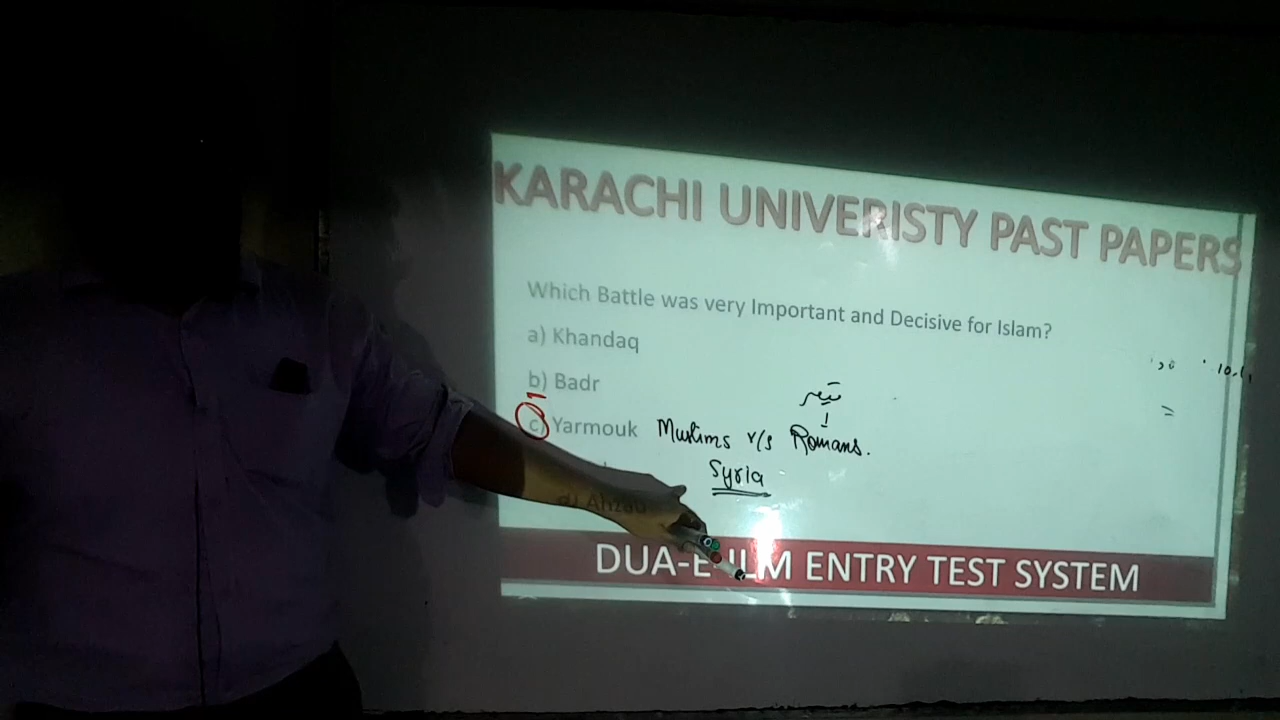 KARACHI UNIVERISTY PAST PAPERS
Which Battle was very Important and Decisive for Islam?
a) Khandaq
b) Badr
c) Yarmouk Muslims v/s Romans.
Syria
d) Ahzab
DUA-E-ILM ENTRY TEST SYSTEM